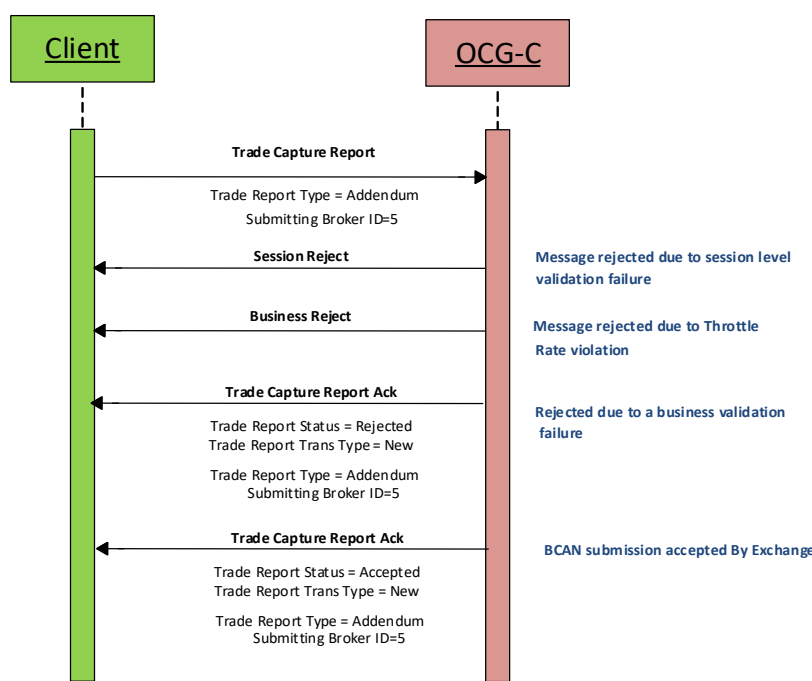 Client
OCG-C
Trade Capture Report
Trade Report Type = Addendum
Submitting Broker ID=5
Session Reject
Message rejected due to session level
validation failure
Business Reject
Message rejected due to Throttle
Rate violation
Trade Capture Report Ack
Rejected due to a business validation
failure
Trade Report Status = Rejected
Trade Report Trans Type = New
Trade Report Type = Addendum
Submitting Broker ID=5
Trade Capture Report Ack
BCAN submission accepted By Exchange
Trade Report Status = Accepted
Trade Report Trans Type = New
Trade Report Type = Addendum
Submitting Broker ID=5